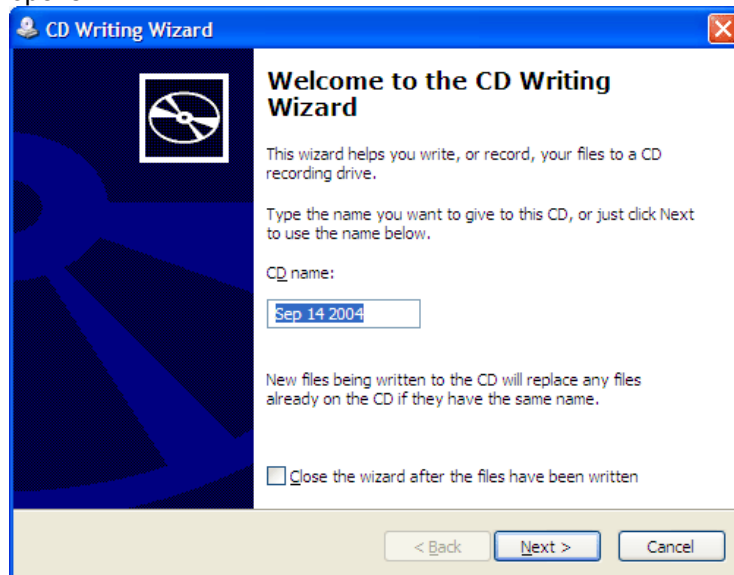 CD Writing Wizard
Welcome to the CD Writing
Wizard
This wizard helps you write, or record, your files to a CD
recording drive.
Type the name you want to give to this CD, or just click Next
to use the name below.
CD name:
Sep 14 2004
New files being written to the CD will replace any files
already on the CD if they have the same name.
Close the wizard after the files have been written
< Back Next > Cancel